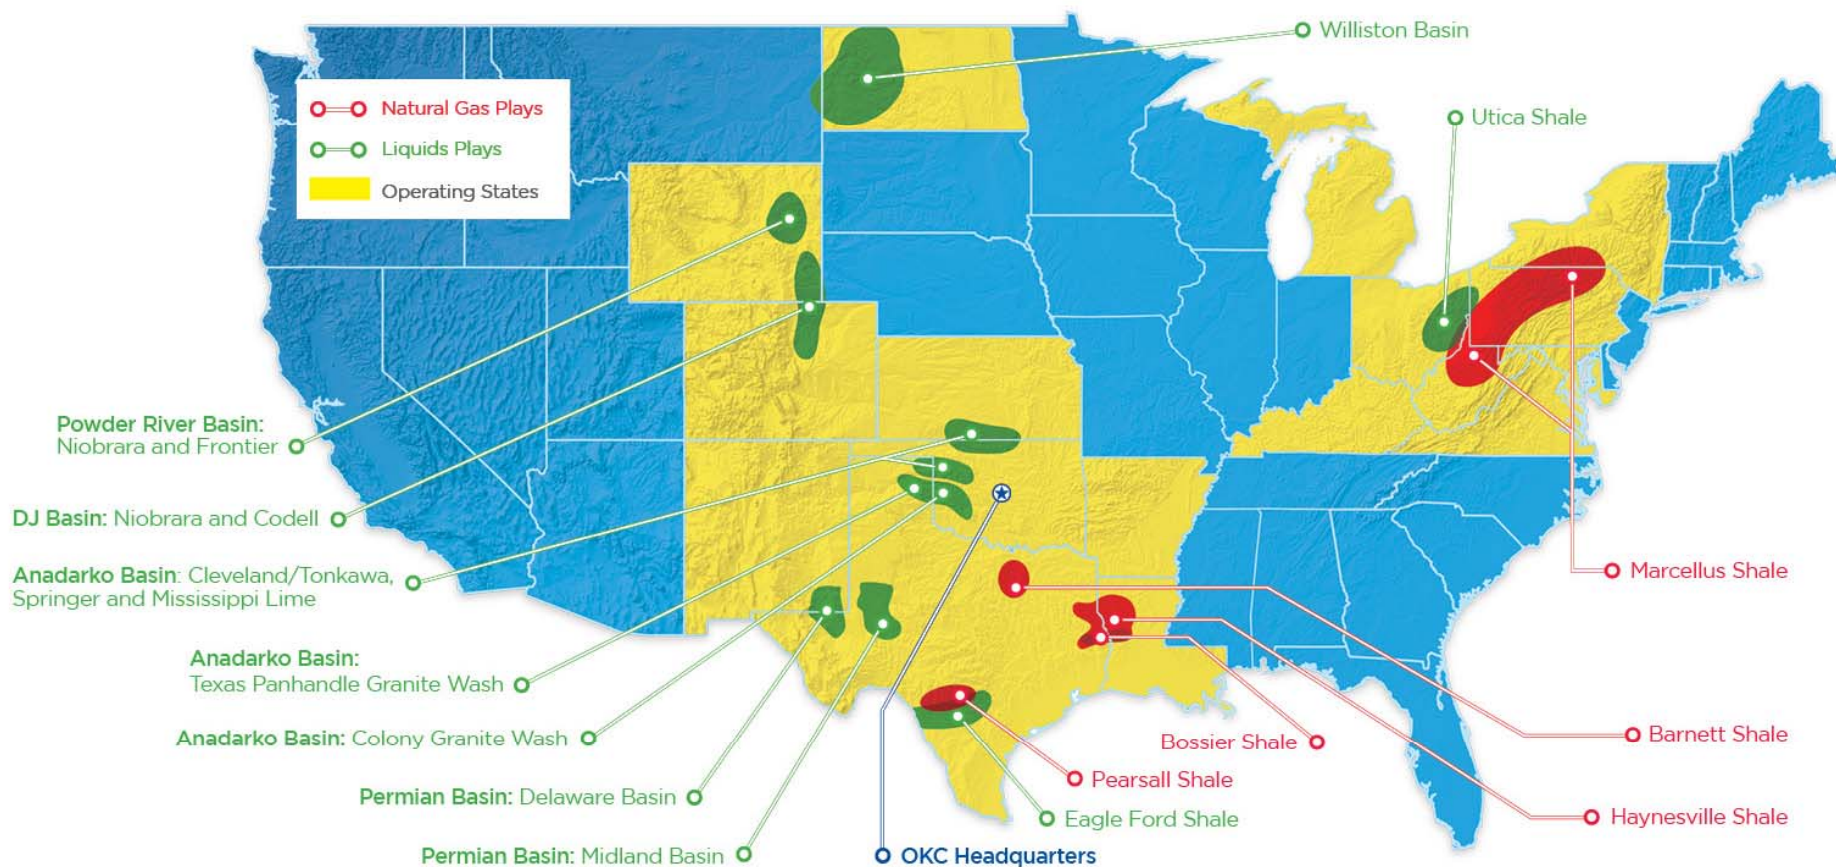 Williston Basin
Natural Gas Plays
Liquids Plays
Operating States
Utica Shale
Powder River Basin:
Niobrara and Frontier
DJ Basin: Niobrara and Codell
Anadarko Basin: Cleveland/Tonkawa,
Springer and Mississippi Lime
Marcellus Shale
Anadarko Basin:
Texas Panhandle Granite Wash
Anadarko Basin: Colony Granite Wash
Bossier Shale
Barnett Shale
Pearsall Shale
Permian Basin: Delaware Basin
Eagle Ford Shale
Haynesville Shale
Permian Basin: Midland Basin
OKC Headquarters